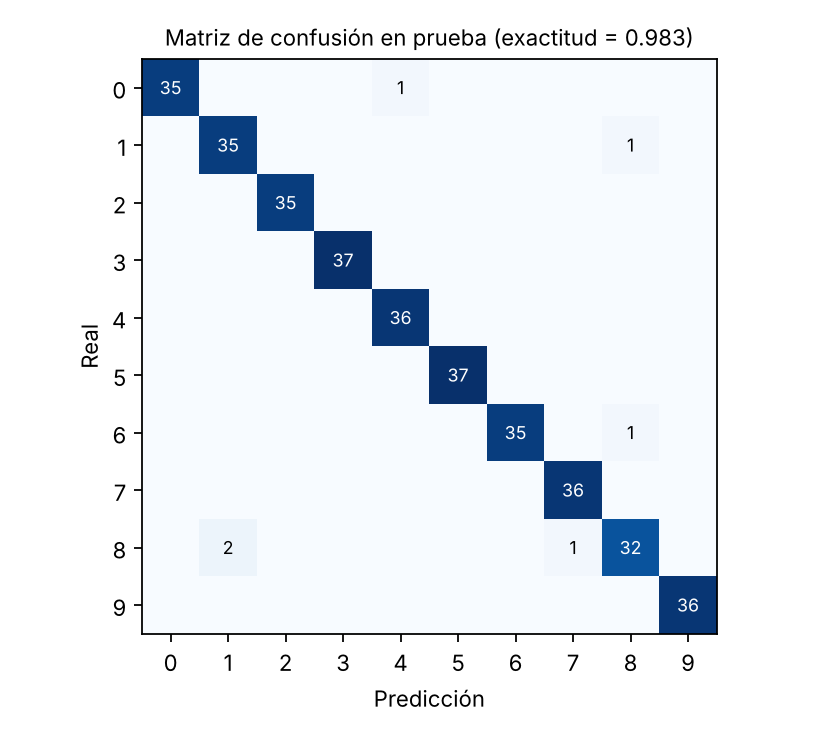 Matriz de confusión en prueba (exactitud = 0.983)
Real
0 35 1
1 35 1
2 35
3 37
4 36
5 37
6 35 1
7 36
8 2 1 32
9 36
0 1 2 3 4 5 6 7 8 9
Predicción